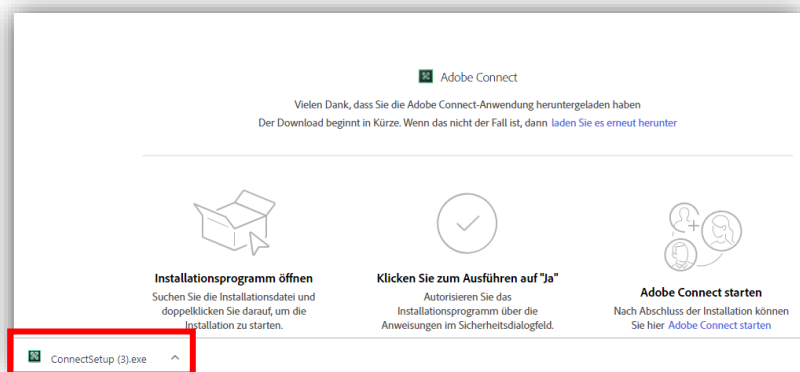 Adobe Connect
Vielen Dank, dass Sie die Adobe Connect-Anwendung heruntergeladen haben
Der Download beginnt in Kürze. Wenn das nicht der Fall ist, dann laden Sie es erneut herunter
Installationsprogramm öffnen
Suchen Sie die Installationsdatei und
doppelklicken Sie darauf, um die
Installation zu starten.
Klicken Sie zum Ausführen auf "Ja"
Autorisieren Sie das
Installationsprogramm über die
Anweisungen im Sicherheitsdialogfeld.
Adobe Connect starten
Nach Abschluss der Installation können
Sie hier Adobe Connect starten
ConnectSetup (3).exe